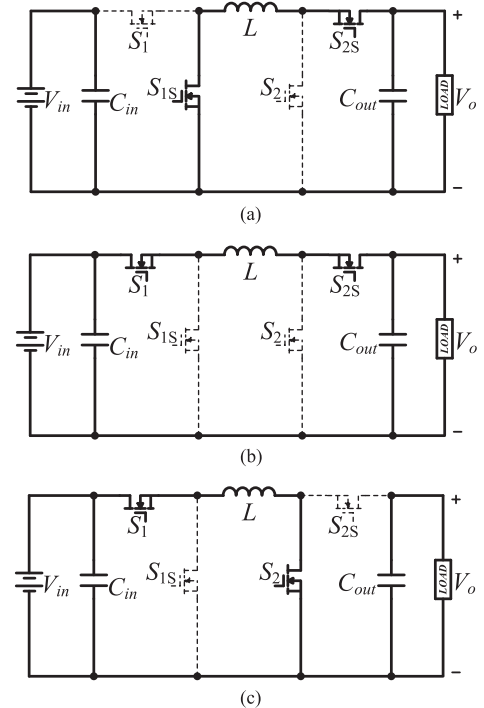 S1 L S2S +
Vin Cin S1S S2 Cout LOAD Vo
−
(a)
S1 L S2S +
Vin Cin S1S S2 Cout LOAD Vo
−
(b)
S1 L S2S +
Vin Cin S1S S2 Cout LOAD Vo
−
(c)